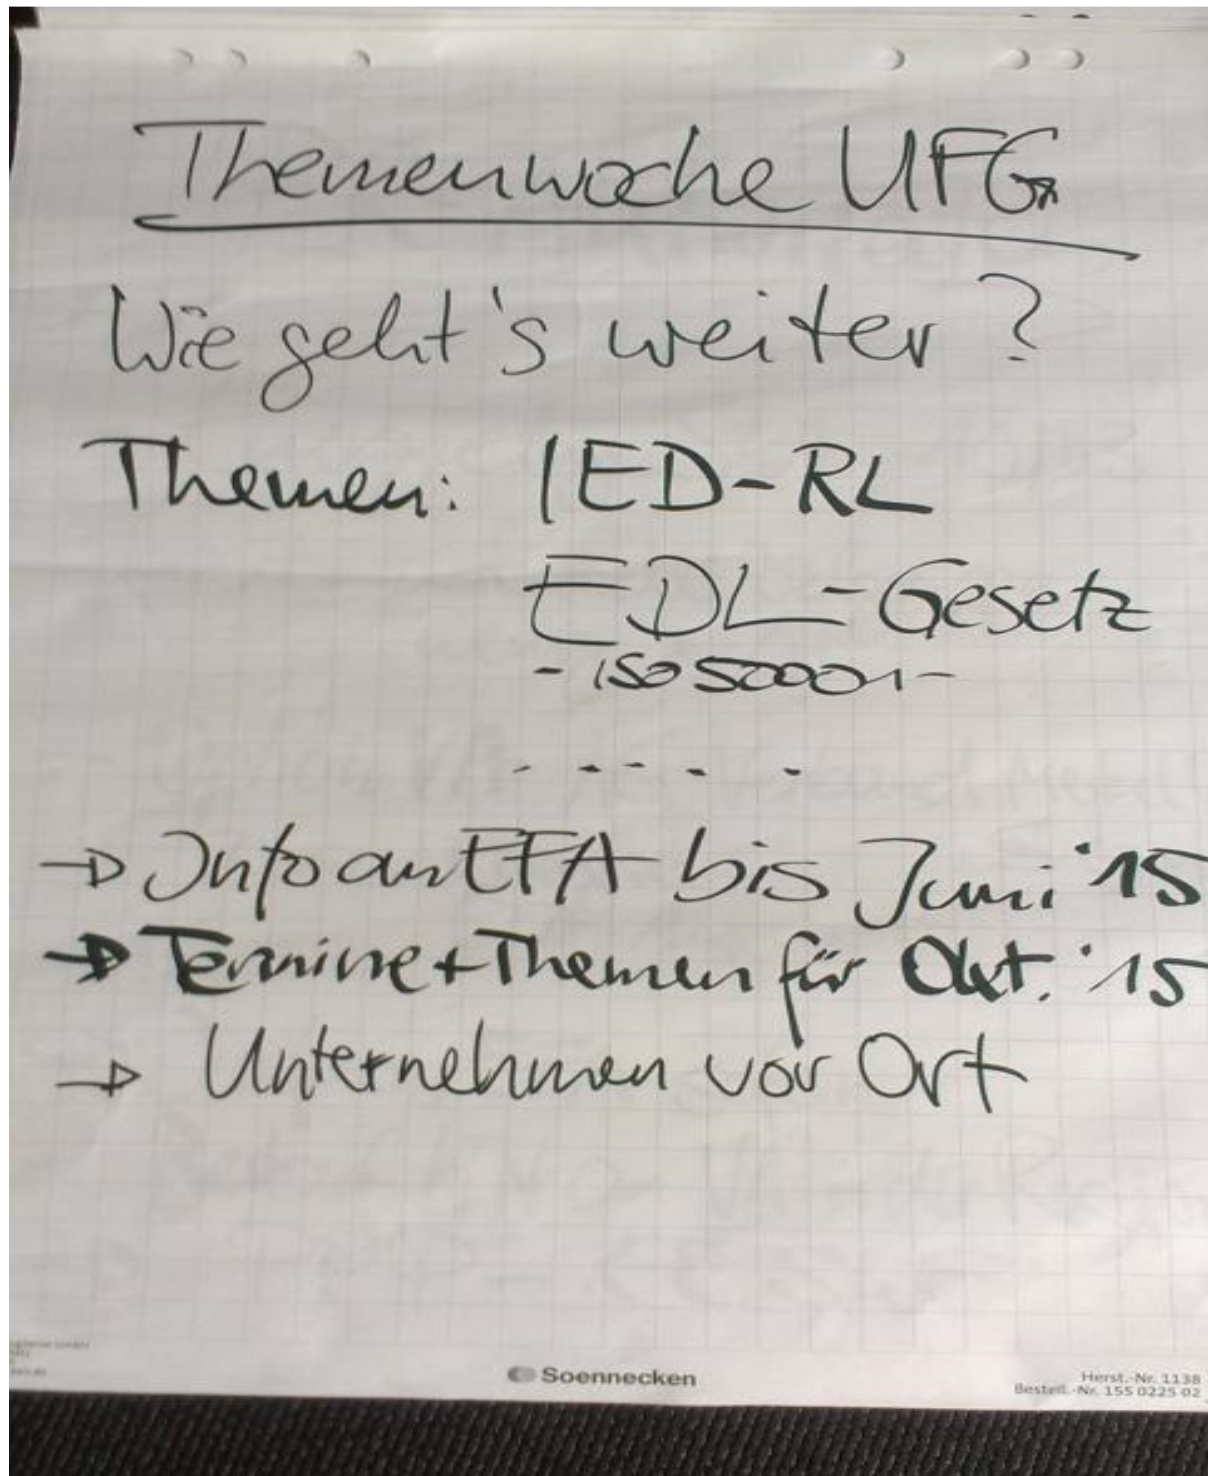 Themenwoche UFG
Wie geht's weiter?
Themen: IED-RL
EDL-Gesetz
- ISO 50001 -
- - - - -
→ Info an EFA bis Juni '15
→ Termine + Themen für Okt. '15
→ Unternehmen vor Ort
Soennecken
Herst.-Nr. 1138
Bestell.-Nr. 155 0225 02